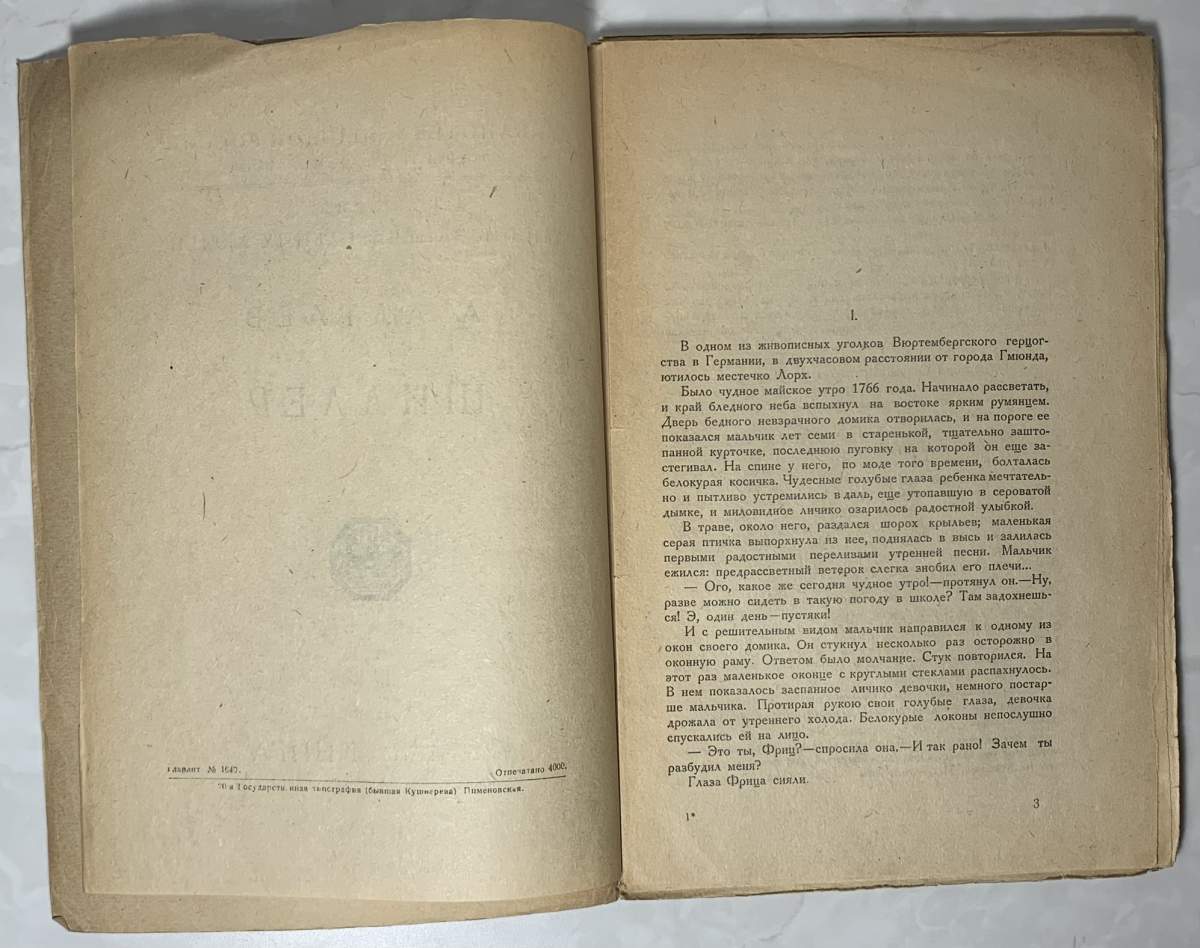 Главлит № 1640.
Отпечатано 4000.
20-я Государственная типография (бывшая Кушнерева) Пименовская.
I.
В одном из живописных уголков Вюртембергского герцог-
ства в Германии, в двухчасовом расстоянии от города Гмюнда,
ютилось местечко Лорх.
Было чудное майское утро 1766 года. Начинало рассветать,
и край бледного неба вспыхнул на востоке ярким румянцем.
Дверь бедного невзрачного домика отворилась, и на пороге ее
показался мальчик лет семи в старенькой, тщательно зашто-
панной курточке, последнюю пуговку на которой он еще за-
стегивал. На спине у него, по моде того времени, болталась
белокурая косичка. Чудесные голубые глаза ребенка мечтатель-
но и пытливо устремились в даль, еще утопавшую в сероватой
дымке, и миловидное личико озарилось радостной улыбкой.
В траве, около него, раздался шорох крыльев; маленькая
серая птичка выпорхнула из нее, поднялась в высь и залилась
первыми радостными переливами утренней песни. Мальчик
ежился: предрассветный ветерок слегка знобил его плечи...
— Ого, какое же сегодня чудное утро!—протянул он.—Ну,
разве можно сидеть в такую погоду в школе? Там задохнешь-
ся! Э, один день—пустяки!
И с решительным видом мальчик направился к одному из
окон своего домика. Он стукнул несколько раз осторожно в
оконную раму. Ответом было молчание. Стук повторился. На
этот раз маленькое оконце с круглыми стеклами распахнулось.
В нем показалось заспанное личико девочки, немного постар-
ше мальчика. Протирая рукою свои голубые глаза, девочка
дрожала от утреннего холода. Белокурые локоны непослушно
спускались ей на лицо.
— Это ты, Фриц?—спросила она.—И так рано! Зачем ты
разбудил меня?
Глаза Фрица сияли.
1*
3